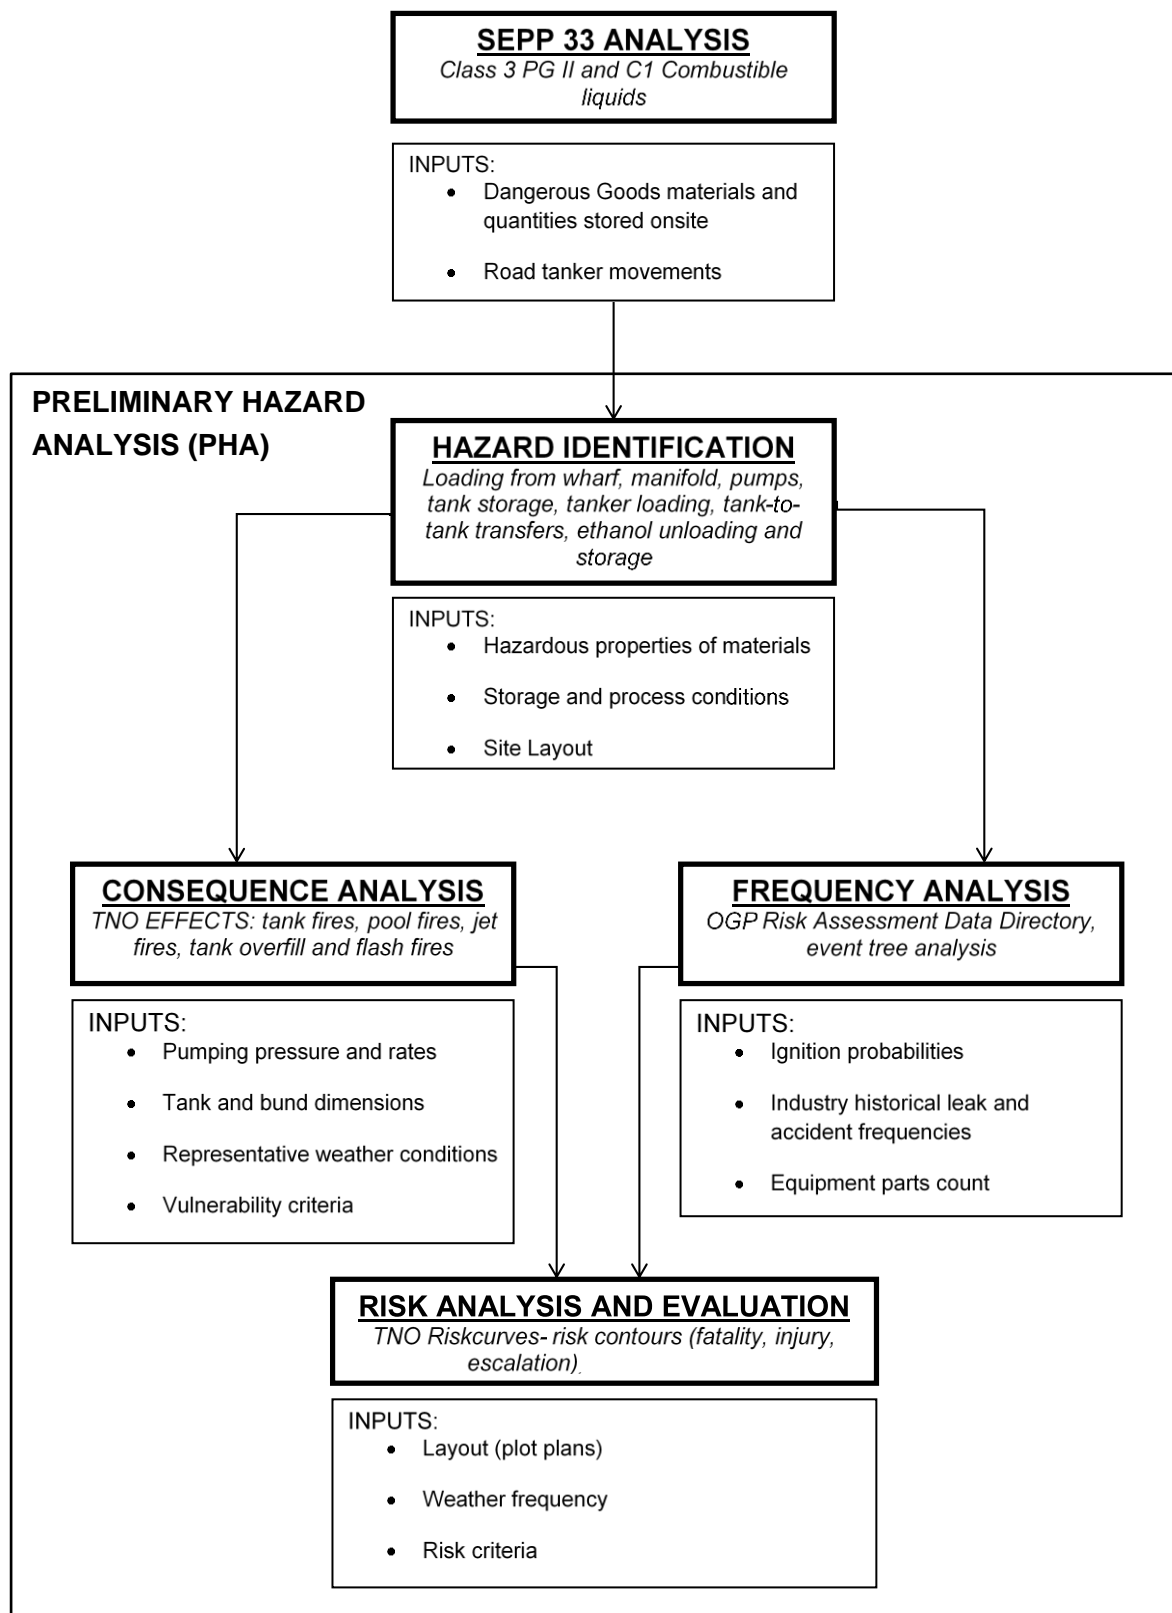 SEPP 33 ANALYSIS
Class 3 PG II and C1 Combustible
liquids
INPUTS:
• Dangerous Goods materials and
quantities stored onsite
• Road tanker movements
PRELIMINARY HAZARD
ANALYSIS (PHA)
HAZARD IDENTIFICATION
Loading from wharf, manifold, pumps,
tank storage, tanker loading, tank-to-
tank transfers, ethanol unloading and
storage
INPUTS:
• Hazardous properties of materials
• Storage and process conditions
• Site Layout
CONSEQUENCE ANALYSIS
TNO EFFECTS: tank fires, pool fires, jet
fires, tank overfill and flash fires
INPUTS:
• Pumping pressure and rates
• Tank and bund dimensions
• Representative weather conditions
• Vulnerability criteria
FREQUENCY ANALYSIS
OGP Risk Assessment Data Directory,
event tree analysis
INPUTS:
• Ignition probabilities
• Industry historical leak and
accident frequencies
• Equipment parts count
RISK ANALYSIS AND EVALUATION
TNO Riskcurves- risk contours (fatality, injury,
escalation).
INPUTS:
• Layout (plot plans)
• Weather frequency
• Risk criteria